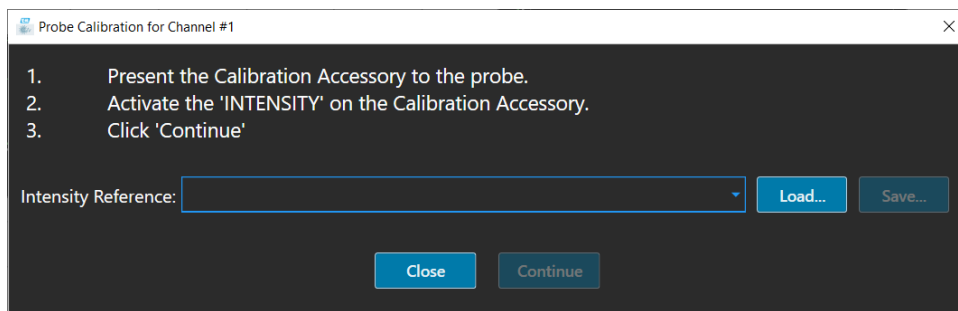 Probe Calibration for Channel #1
1. Present the Calibration Accessory to the probe.
2. Activate the 'INTENSITY' on the Calibration Accessory.
3. Click 'Continue'
Intensity Reference: Load... Save...
Close Continue